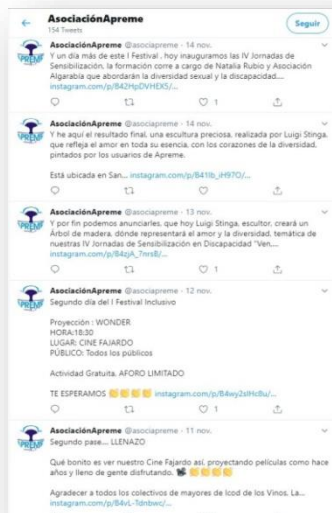 AsociaciónApreme
154 Tweets
Seguir
AsociaciónApreme @asociapreme · 14 nov.
Y un día más de este I Festival , hoy inauguramos las IV Jornadas de
Sensibilización, la formación corre a cargo de Natalia Rubio y Asociación
Algarabía que abordarán la diversidad sexual y la discapacidad....
instagram.com/p/B42HpDVHEX5/...
1
AsociaciónApreme @asociapreme · 14 nov.
Y he aquí el resultado final, una escultura preciosa, realizada por Luigi Stinga,
que refleja el amor en toda su esencia, con los corazones de la diversidad,
pintados por los usuarios de Apreme.
Está ubicada en San... instagram.com/p/B41lb_iH97O/...
AsociaciónApreme @asociapreme · 13 nov.
Y por fin podemos anunciarles, que hoy Luigi Stinga, escultor, creará un
Árbol de madera, dónde representará el amor y la diversidad, temática de
nuestras IV Jornadas de Sensibilización en Discapacidad "Ven,...
instagram.com/p/B4zjA_7nrsB/...
1
AsociaciónApreme @asociapreme · 12 nov.
Segundo día del I Festival Inclusivo
Proyección : WONDER
HORA:18:30
LUGAR: CINE FAJARDO
PÚBLICO: Todos los públicos
Actividad Gratuita. AFORO LIMITADO
TE ESPERAMOS 👏👏👏👏 instagram.com/p/B4wy2slHcBu/...
1
AsociaciónApreme @asociapreme · 11 nov.
Segundo pase.... LLENAZO
Qué bonito es ver nuestro Cine Fajardo así, proyectando películas como hace
años y lleno de gente disfrutando. 👏👏👏👏
Agradecer a todos los colectivos de mayores de Icod de los Vinos, La...
instagram.com/p/B4vL-Tdnbwc/...